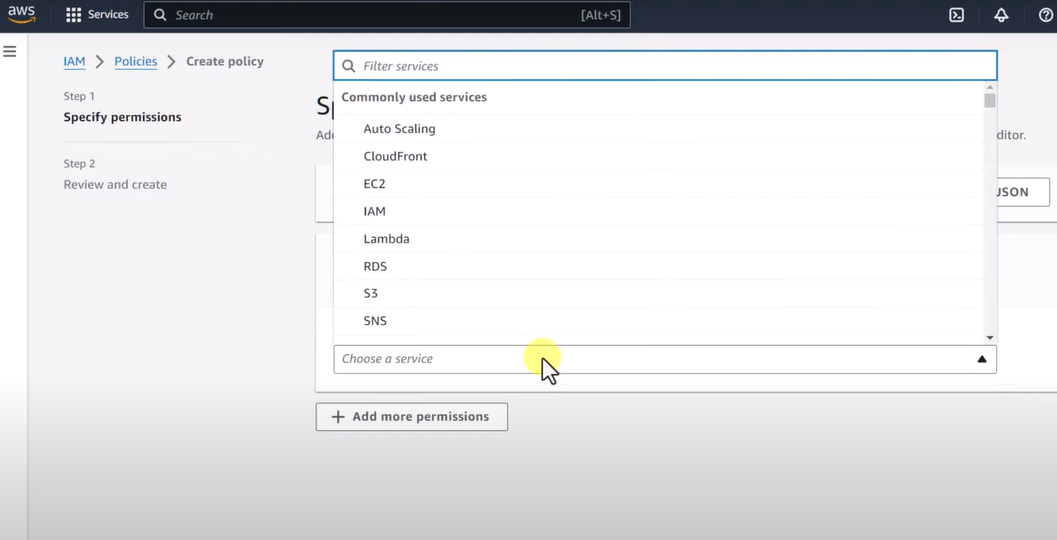 aws
Services
Search
[Alt+S]
IAM > Policies > Create policy
Step 1
Specify permissions
Step 2
Review and create
Filter services
Commonly used services
Auto Scaling
CloudFront
EC2
IAM
Lambda
RDS
S3
SNS
Choose a service
ditor.
JSON
+ Add more permissions